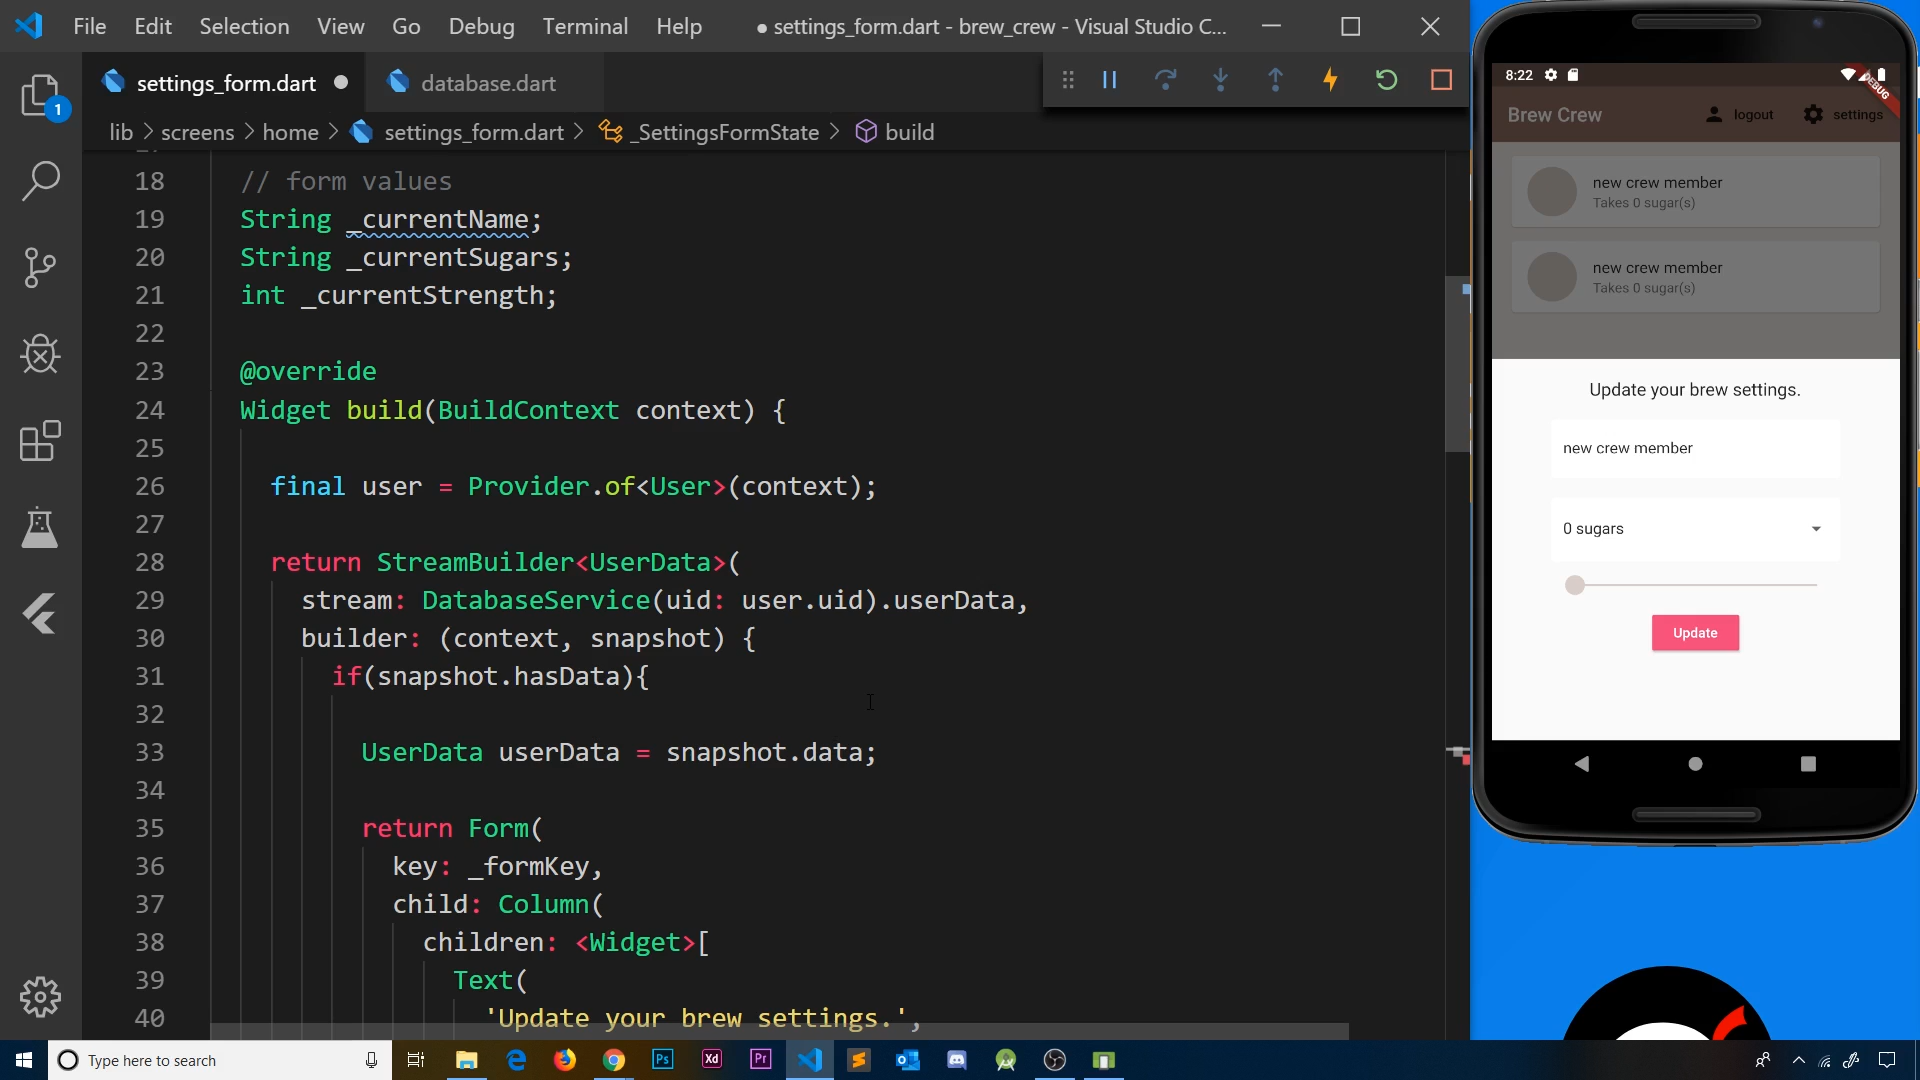 File Edit Selection View Go Debug Terminal Help ● settings_form.dart - brew_crew - Visual Studio C...
1
settings_form.dart ● database.dart
lib > screens > home > settings_form.dart > _SettingsFormState > build
18 // form values
19 String _currentName;
20 String _currentSugars;
21 int _currentStrength;
22
23 @override
24 Widget build(BuildContext context) {
25
26 final user = Provider.of<User>(context);
27
28 return StreamBuilder<UserData>(
29 stream: DatabaseService(uid: user.uid).userData,
30 builder: (context, snapshot) {
31 if(snapshot.hasData){
32
33 UserData userData = snapshot.data;
34
35 return Form(
36 key: _formKey,
37 child: Column(
38 children: <Widget>[
39 Text(
40 'Update your brew settings.',
8:22
DEBUG
Brew Crew logout settings
new crew member
Takes 0 sugar(s)
new crew member
Takes 0 sugar(s)
Update your brew settings.
new crew member
0 sugars
Update
Type here to search
Ps Xd Pr